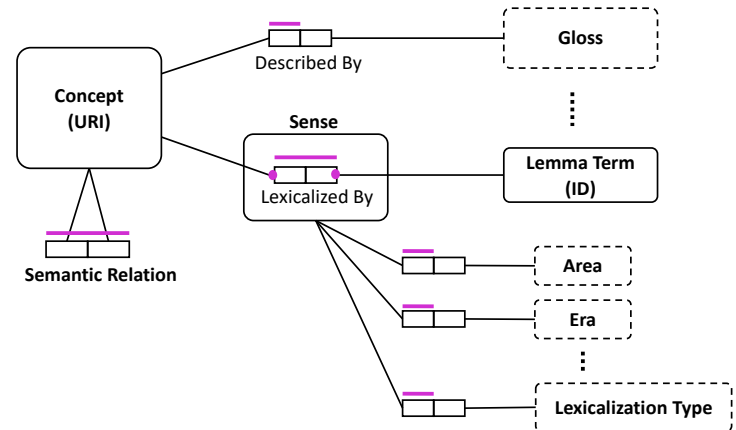 Gloss
Described By
Concept
(URI)
Sense
Lemma Term
(ID)
Lexicalized By
Semantic Relation
Area
Era
Lexicalization Type